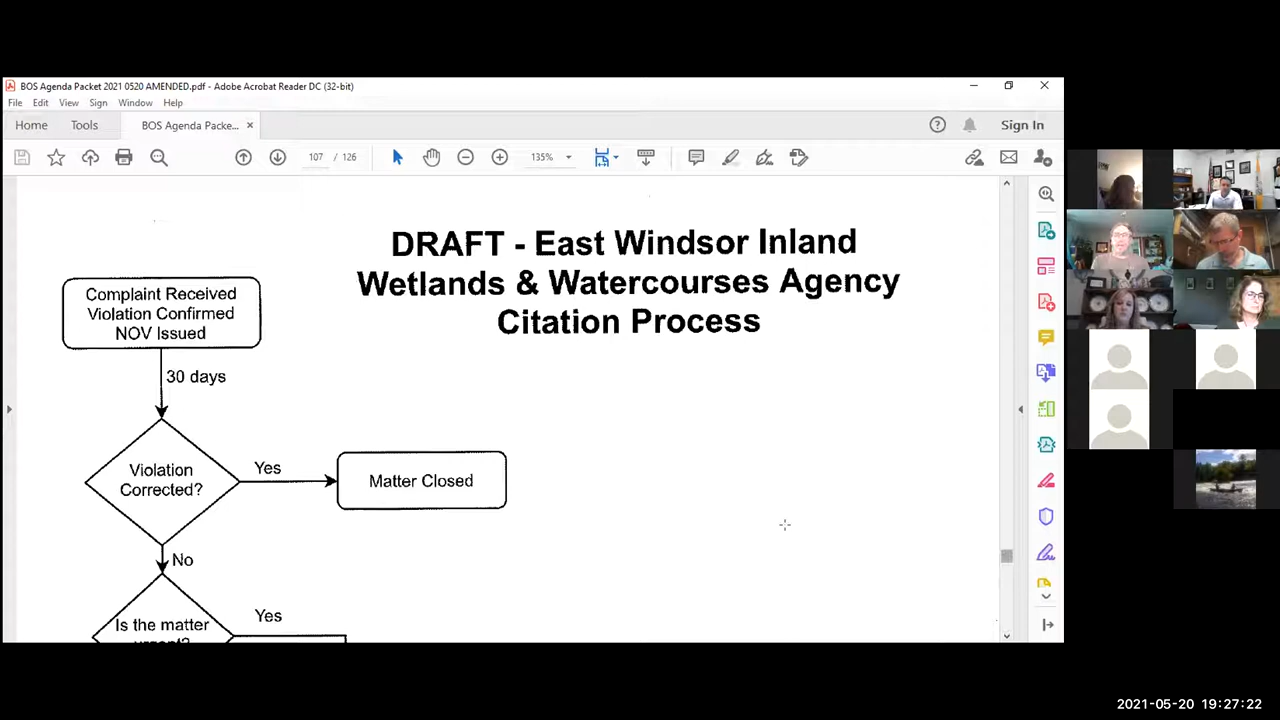 BOS Agenda Packet 2021 0520 AMENDED.pdf - Adobe Acrobat Reader DC (32-bit)
File Edit View Sign Window Help
Home Tools BOS Agenda Packe... × Sign In
107 / 126 135%
DRAFT - East Windsor Inland
Wetlands & Watercourses Agency
Citation Process
Complaint Received
Violation Confirmed
NOV Issued
30 days
Violation
Corrected?
Yes
Matter Closed
No
Is the matter
urgent?
Yes
2021-05-20 19:27:22